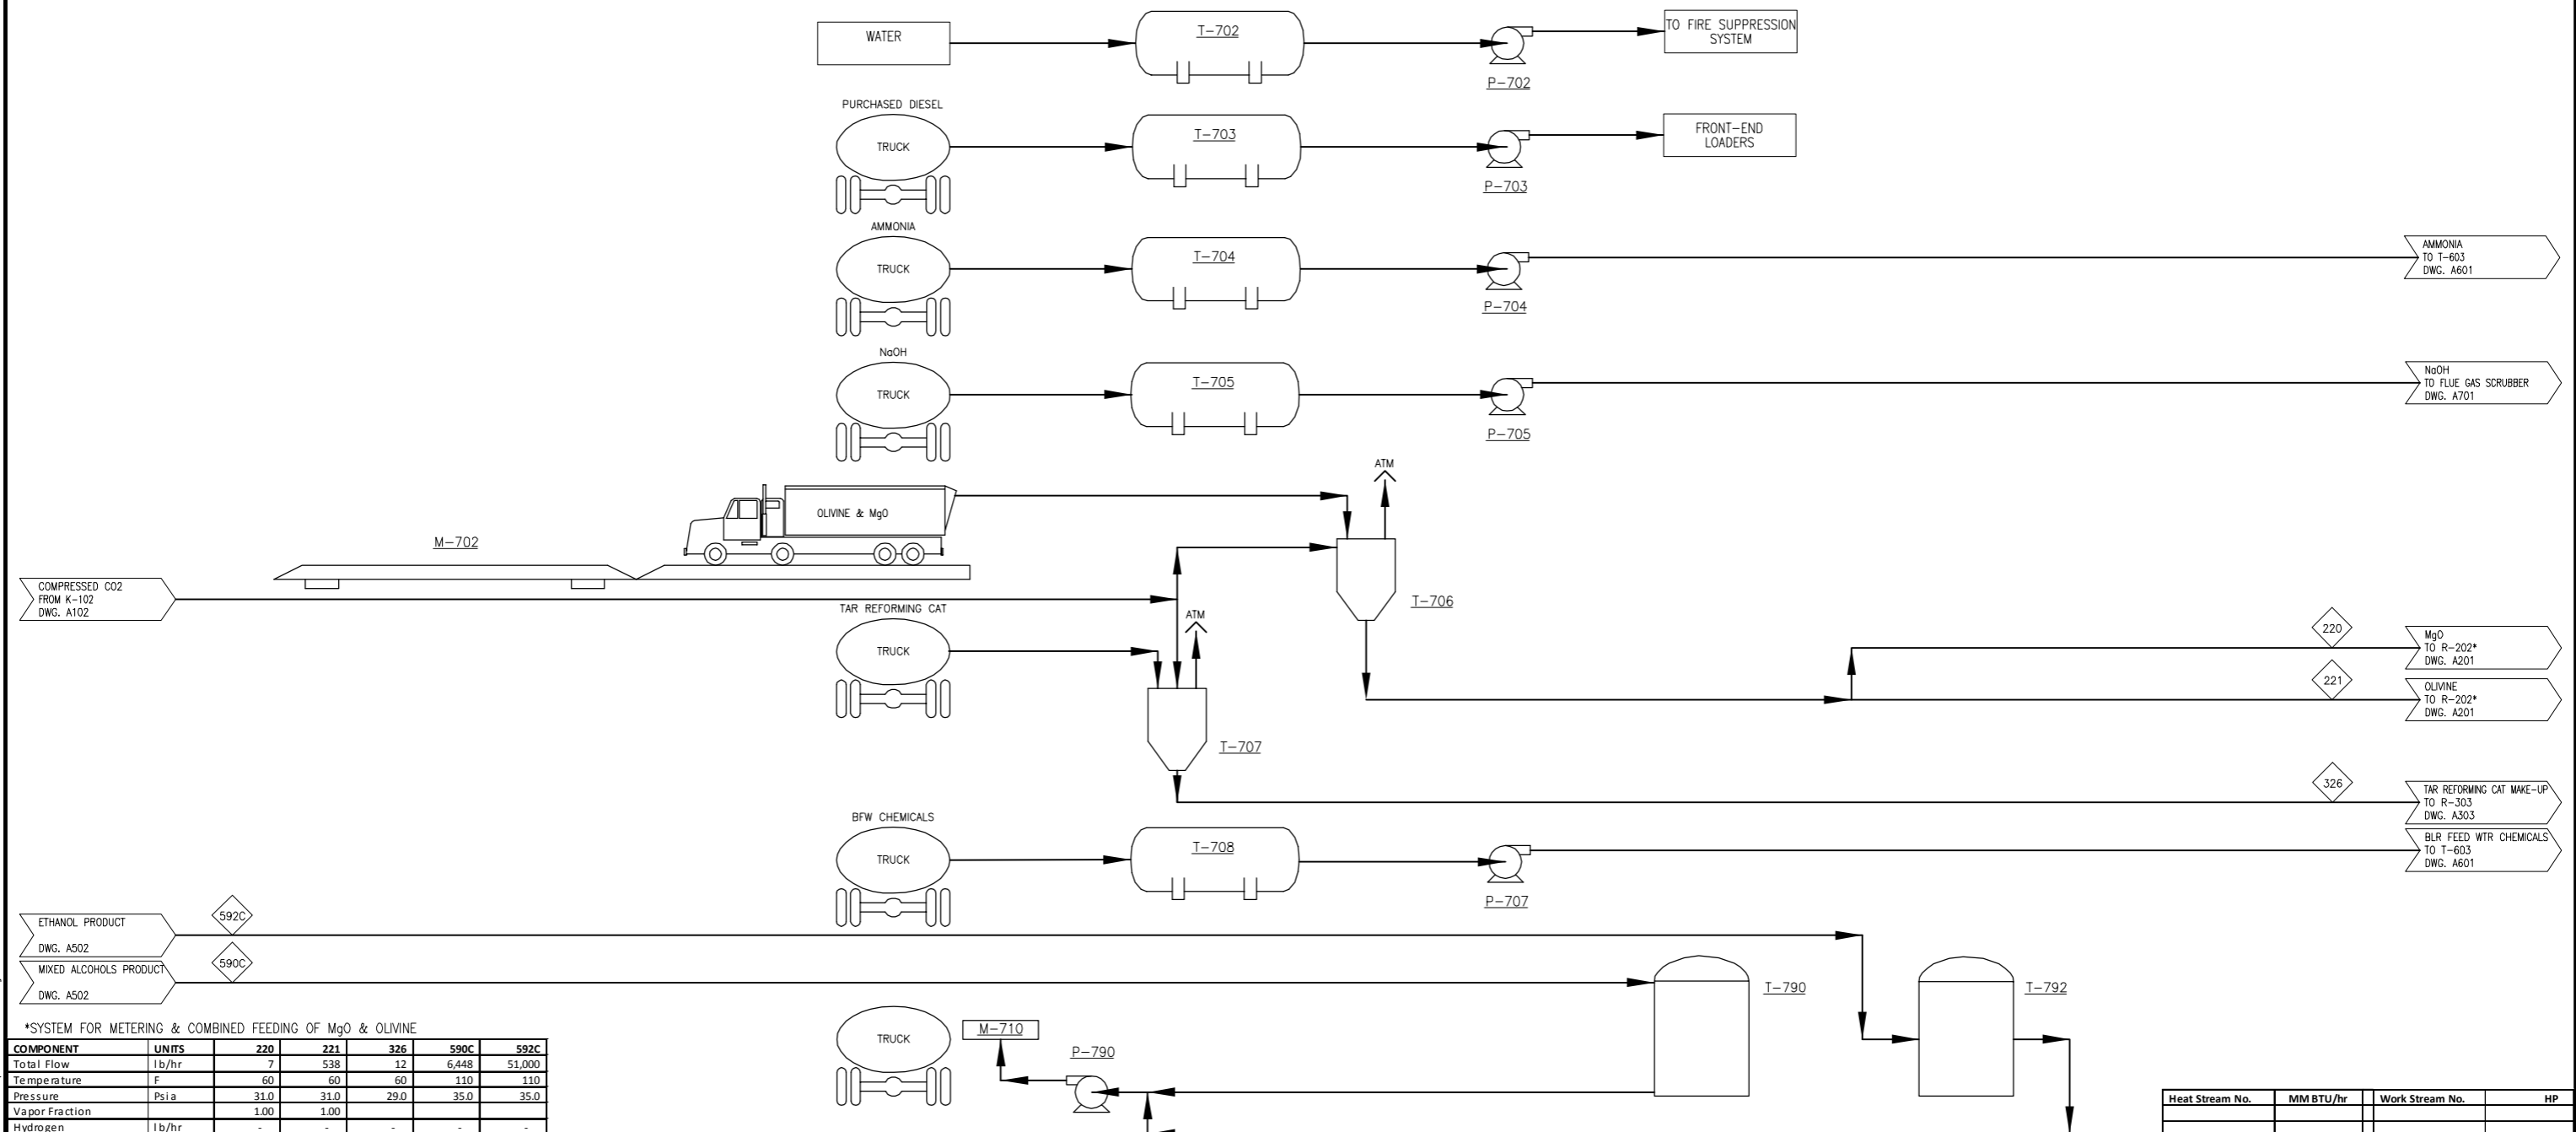 WATER
T-702
P-702
TO FIRE SUPPRESSION
SYSTEM
PURCHASED DIESEL
TRUCK
T-703
P-703
FRONT-END
LOADERS
AMMONIA
TRUCK
T-704
P-704
AMMONIA
TO T-603
DWG. A601
NaOH
TRUCK
T-705
P-705
NaOH
TO FLUE GAS SCRUBBER
DWG. A701
M-702
OLIVINE & MgO
ATM
T-706
COMPRESSED CO2
FROM K-102
DWG. A102
TAR REFORMING CAT
TRUCK
ATM
T-707
220
MgO
TO R-202*
DWG. A201
221
OLIVINE
TO R-202*
DWG. A201
326
TAR REFORMING CAT MAKE-UP
TO R-303
DWG. A303
BFW CHEMICALS
TRUCK
T-708
P-707
BLR FEED WTR CHEMICALS
TO T-603
DWG. A601
ETHANOL PRODUCT
DWG. A502
592C
MIXED ALCOHOLS PRODUCT
DWG. A502
590C
T-790
T-792
TRUCK
M-710
P-790
*SYSTEM FOR METERING & COMBINED FEEDING OF MgO & OLIVINE
COMPONENT UNITS 220 221 326 590C 592C
Total Flow lb/hr 7 538 12 6,448 51,000
Temperature F 60 60 60 110 110
Pressure Psia 31.0 31.0 29.0 35.0 35.0
Vapor Fraction 1.00 1.00
Hydrogen lb/hr - - - - -
Heat Stream No. MM BTU/hr Work Stream No. HP